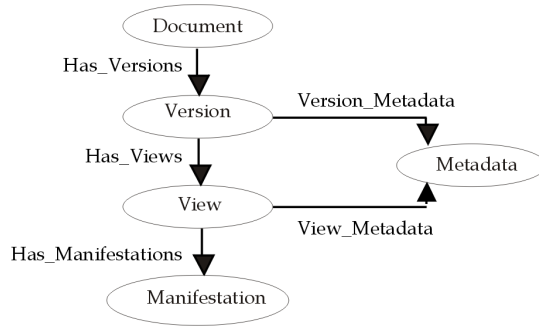 Document
Has_Versions
Version
Version_Metadata
Has_Views
Metadata
View
View_Metadata
Has_Manifestations
Manifestation